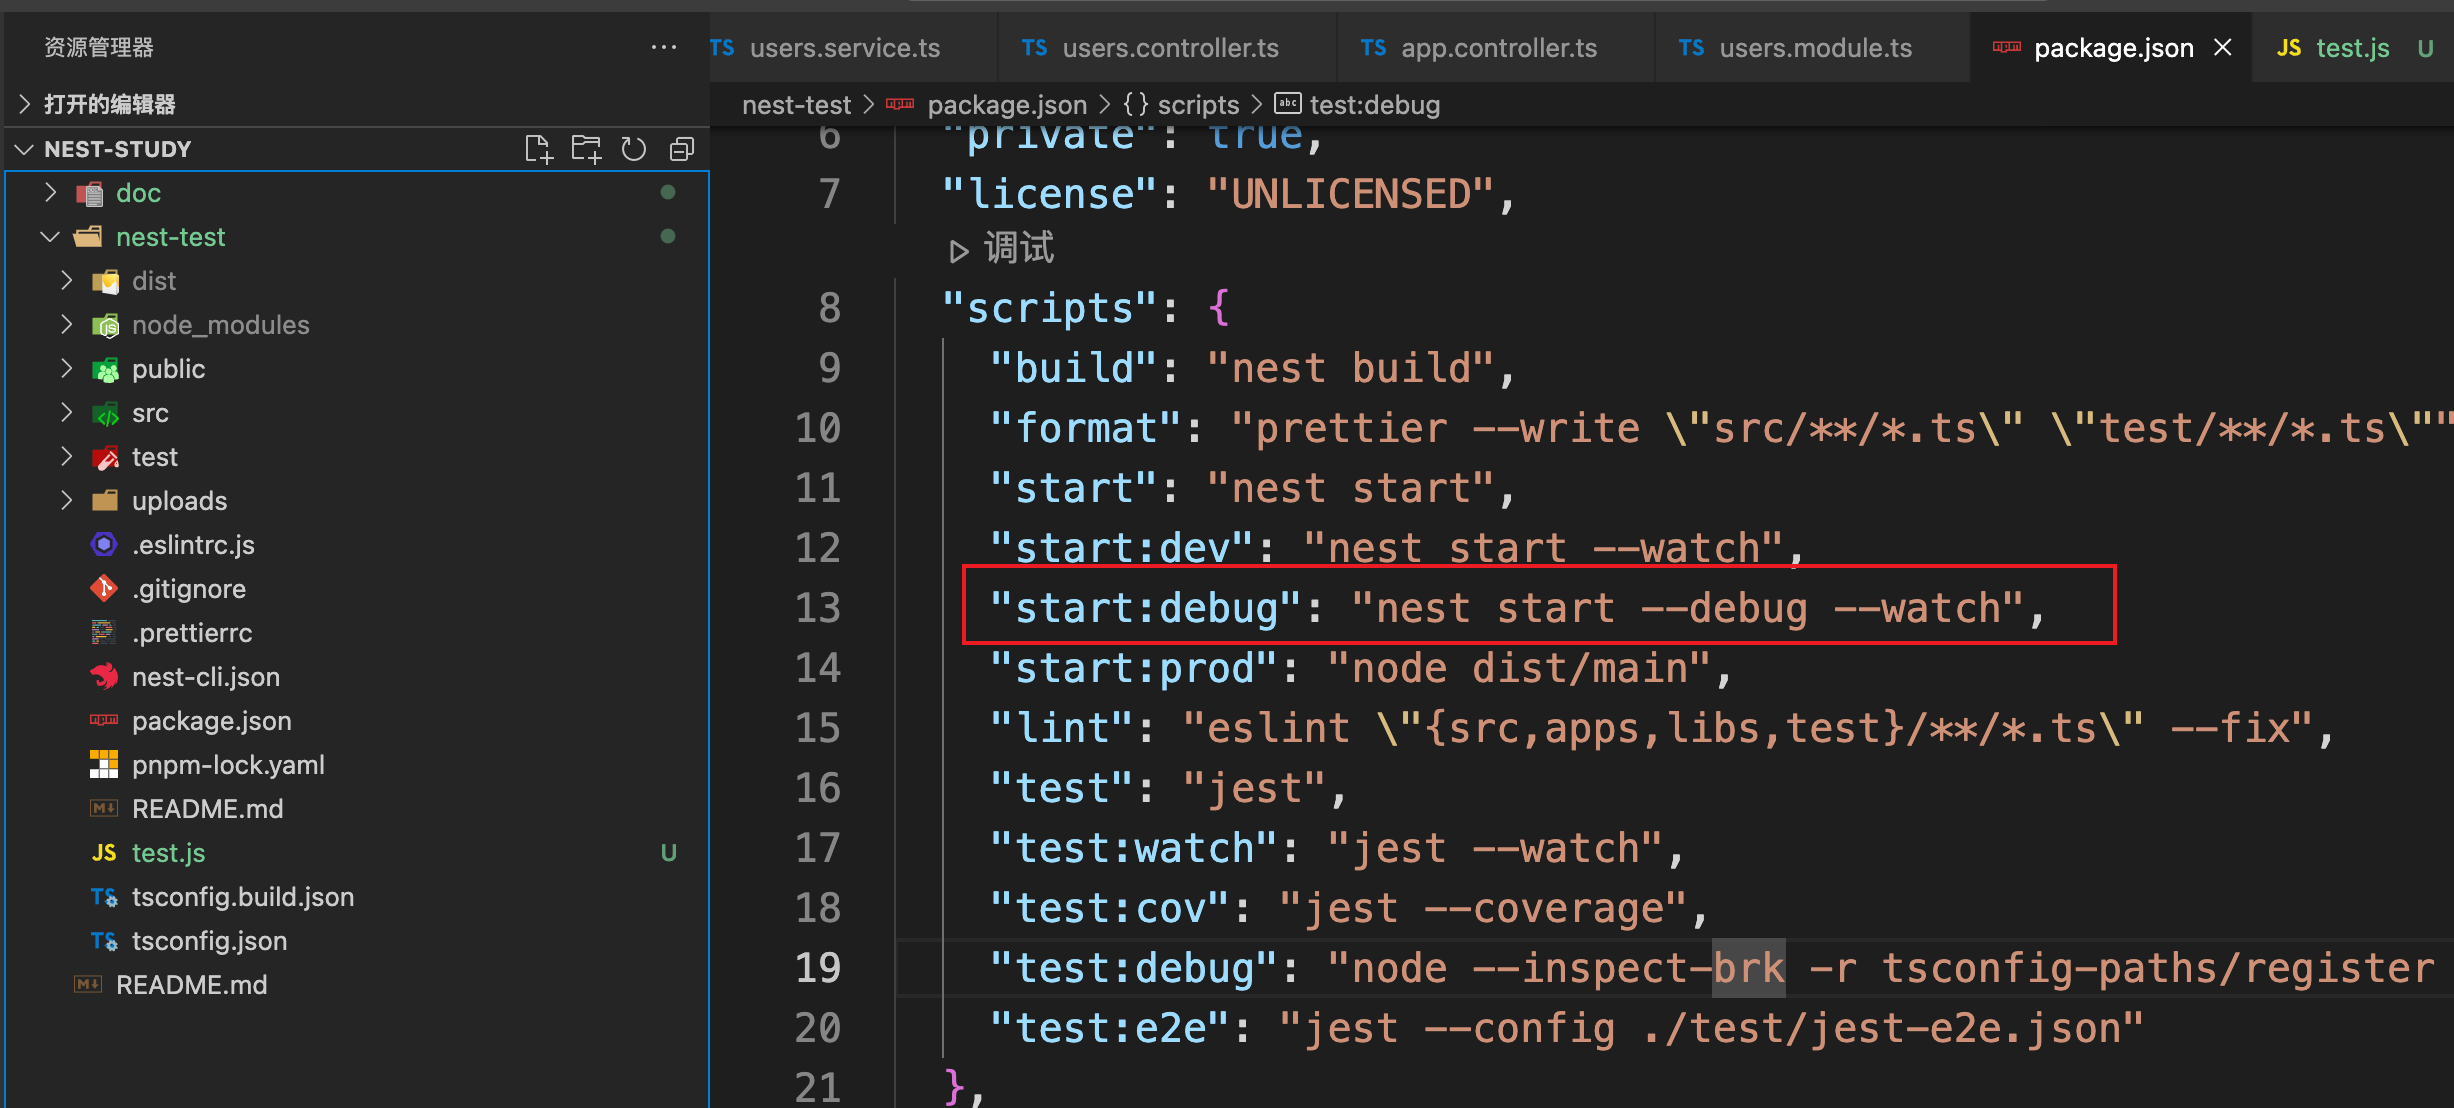 资源管理器
打开的编辑器
NEST-STUDY
doc
nest-test
dist
node_modules
public
src
test
uploads
.eslintrc.js
.gitignore
.prettierrc
nest-cli.json
package.json
pnpm-lock.yaml
README.md
JS test.js U
TS tsconfig.build.json
TS tsconfig.json
README.md
TS users.service.ts
TS users.controller.ts
TS app.controller.ts
TS users.module.ts
package.json
JS test.js U
nest-test > package.json > {} scripts > abc test:debug
6 "private": true,
7 "license": "UNLICENSED",
调试
8 "scripts": {
9 "build": "nest build",
10 "format": "prettier --write \"src/**/*.ts\" \"test/**/*.ts\""
11 "start": "nest start",
12 "start:dev": "nest start --watch",
13 "start:debug": "nest start --debug --watch",
14 "start:prod": "node dist/main",
15 "lint": "eslint \"{src,apps,libs,test}/**/*.ts\" --fix",
16 "test": "jest",
17 "test:watch": "jest --watch",
18 "test:cov": "jest --coverage",
19 "test:debug": "node --inspect-brk -r tsconfig-paths/register
20 "test:e2e": "jest --config ./test/jest-e2e.json"
21 },